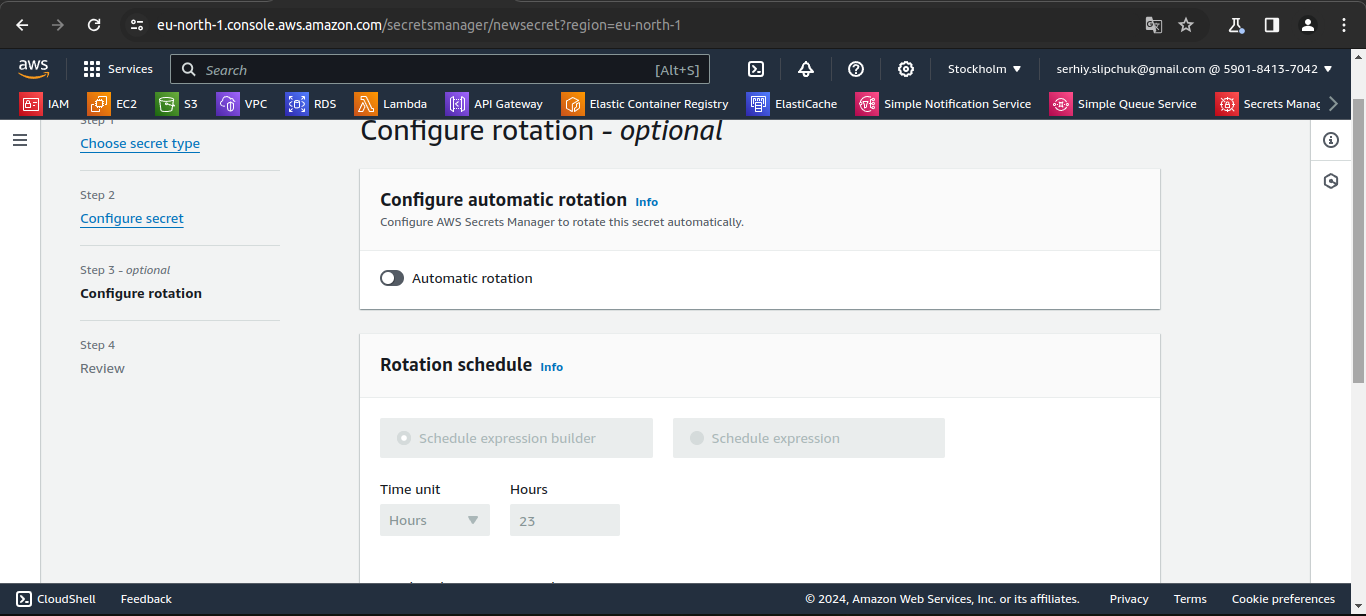 eu-north-1.console.aws.amazon.com/secretsmanager/newsecret?region=eu-north-1
aws Services Search [Alt+S] Stockholm serhiy.slipchuk@gmail.com @ 5901-8413-7042
IAM EC2 S3 VPC RDS Lambda API Gateway Elastic Container Registry ElastiCache Simple Notification Service Simple Queue Service Secrets Manag
Step 1
Choose secret type
Step 2
Configure secret
Step 3 - optional
Configure rotation
Step 4
Review
Configure rotation - optional
Configure automatic rotation Info
Configure AWS Secrets Manager to rotate this secret automatically.
Automatic rotation
Rotation schedule Info
Schedule expression builder Schedule expression
Time unit Hours
Hours 23
CloudShell Feedback © 2024, Amazon Web Services, Inc. or its affiliates. Privacy Terms Cookie preferences